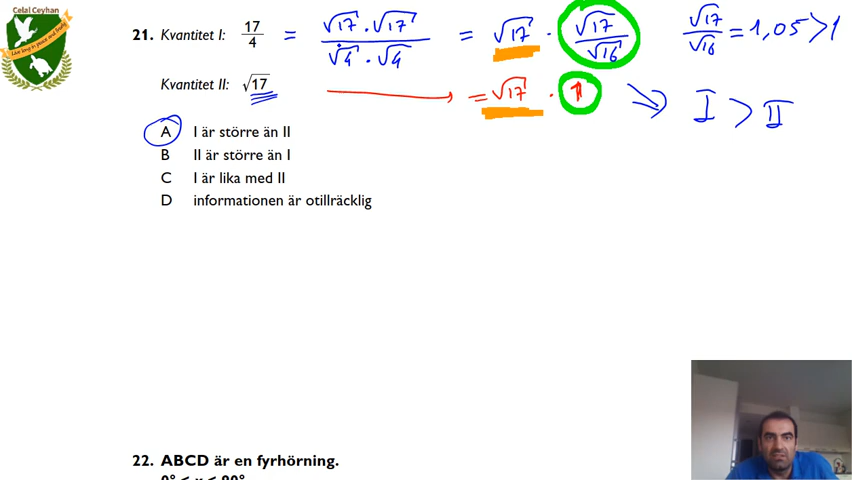 Celal Ceyhan
Live long in peace and Unity
21. Kvantitet I: 17/4 = √17 · √17 / √4 · √4 = √17 · √17/√16
√17/√16 = 1,05 > 1
Kvantitet II: √17 → = √17 · 1 ⇒ I > II
A I är större än II
B II är större än I
C I är lika med II
D informationen är otillräcklig
22. ABCD är en fyrhörning.